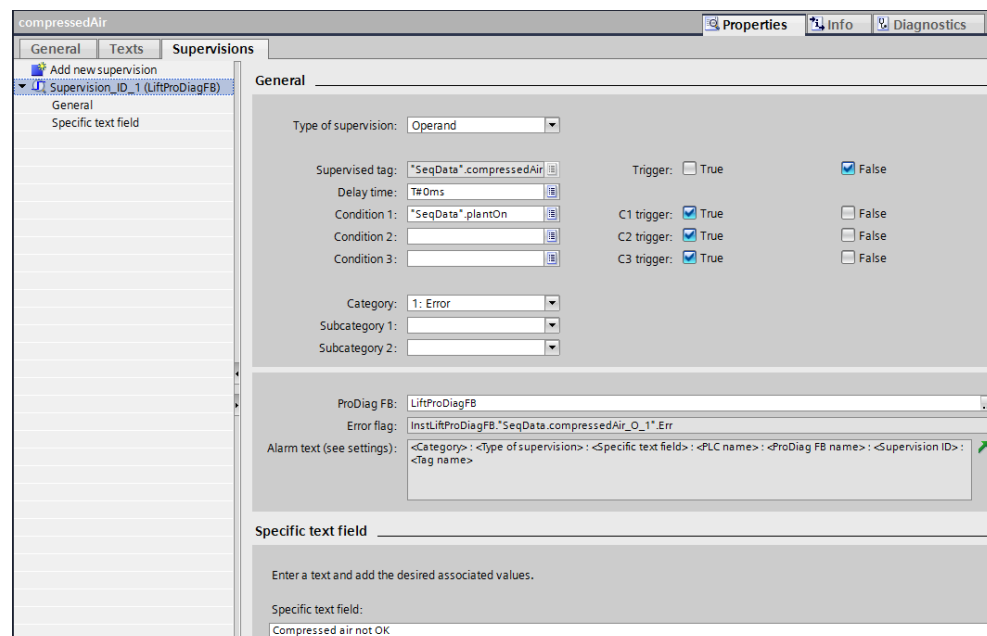 compressedAir
Properties Info Diagnostics
General Texts Supervisions
Add new supervision
Supervision_ID_1 (LiftProDiagFB)
General
Specific text field
General
Type of supervision: Operand
Supervised tag: "SeqData".compressedAir Trigger: True False
Delay time: T#0ms
Condition 1: "SeqData".plantOn C1 trigger: True False
Condition 2: C2 trigger: True False
Condition 3: C3 trigger: True False
Category: 1: Error
Subcategory 1:
Subcategory 2:
ProDiag FB: LiftProDiagFB
Error flag: InstLiftProDiagFB."SeqData.compressedAir_O_1".Err
Alarm text (see settings): <Category> : <Type of supervision> : <Specific text field> : <PLC name> : <ProDiag FB name> : <Supervision ID> :
<Tag name>
Specific text field
Enter a text and add the desired associated values.
Specific text field:
Compressed air not OK